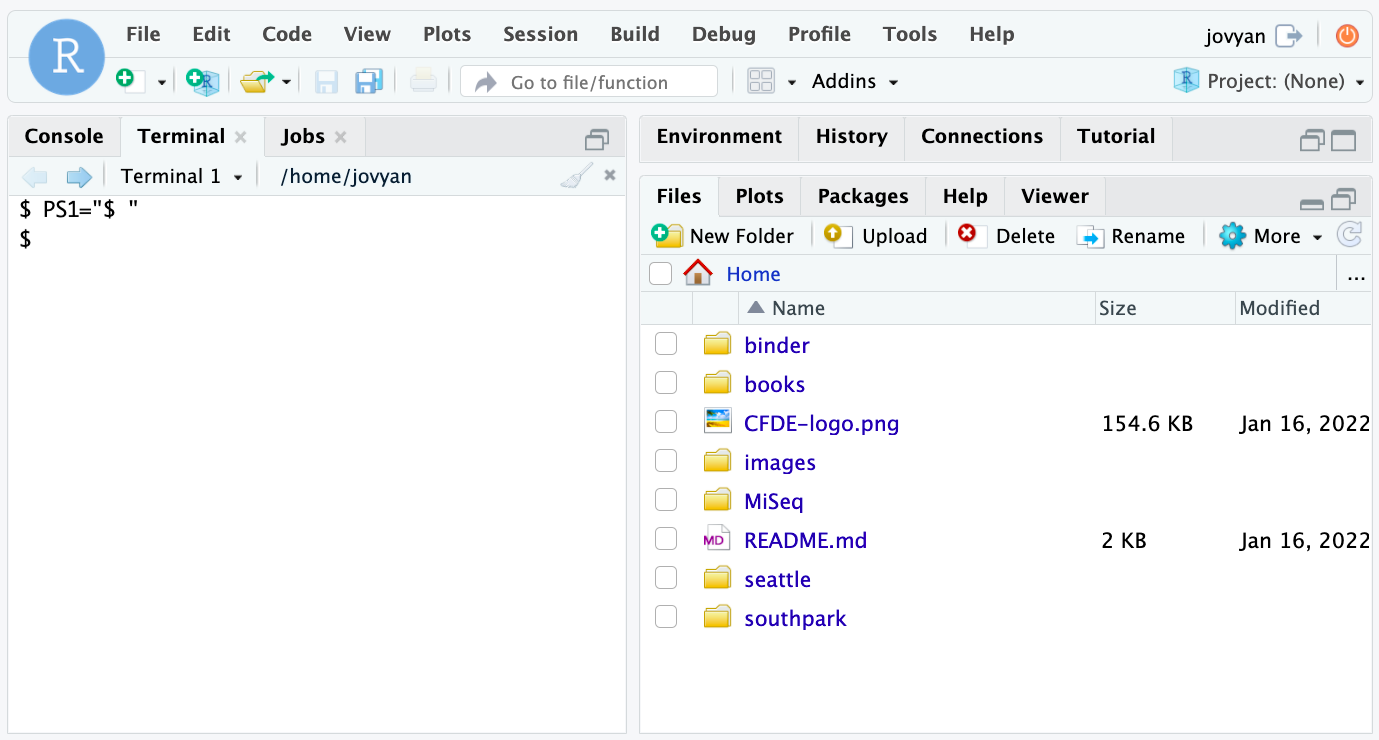 R File Edit Code View Plots Session Build Debug Profile Tools Help jovyan
R Go to file/function Addins R Project: (None)
Console Terminal Jobs
Terminal 1 /home/jovyan
$ PS1="$ "
$
Environment History Connections Tutorial
Files Plots Packages Help Viewer
New Folder Upload Delete Rename More
Home ...
Name Size Modified
binder
books
CFDE-logo.png 154.6 KB Jan 16, 2022
images
MiSeq
MD README.md 2 KB Jan 16, 2022
seattle
southpark